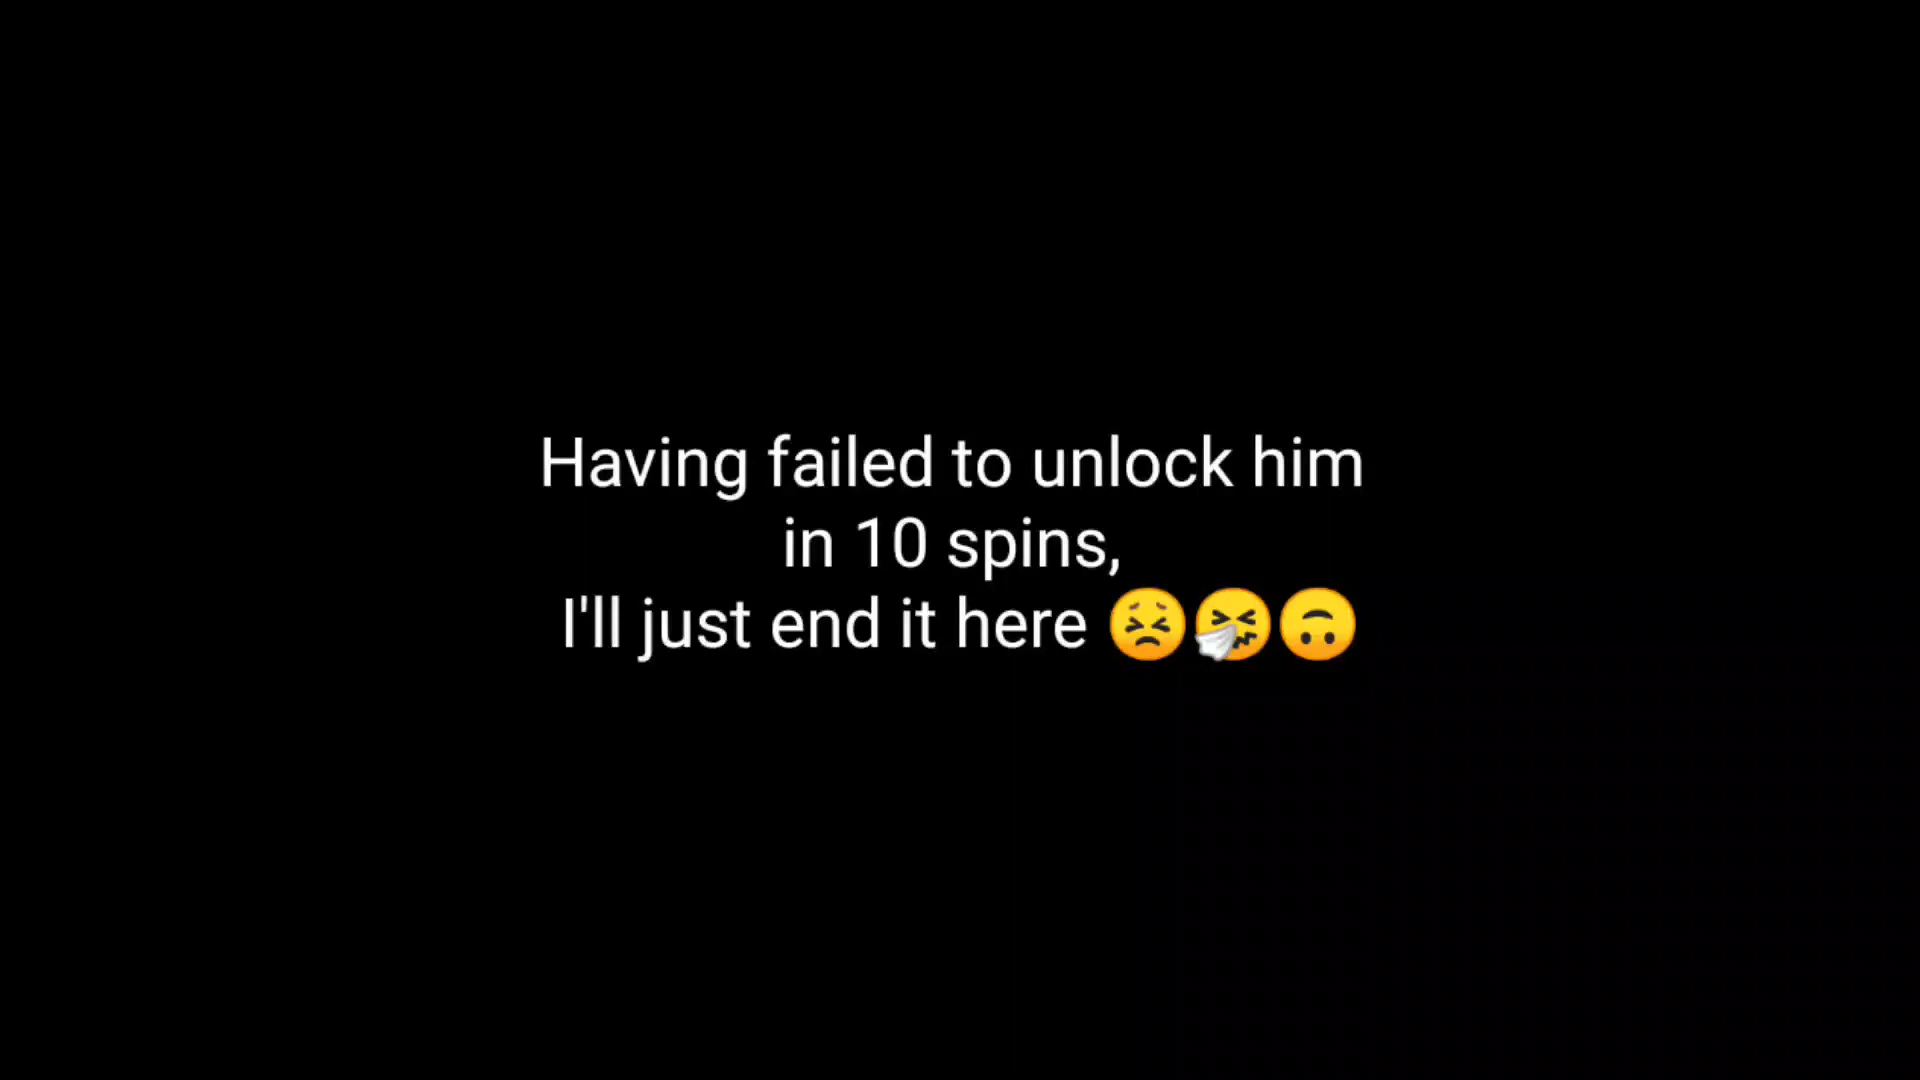 Having failed to unlock him
in 10 spins,
I'll just end it here 😣🤧🙃